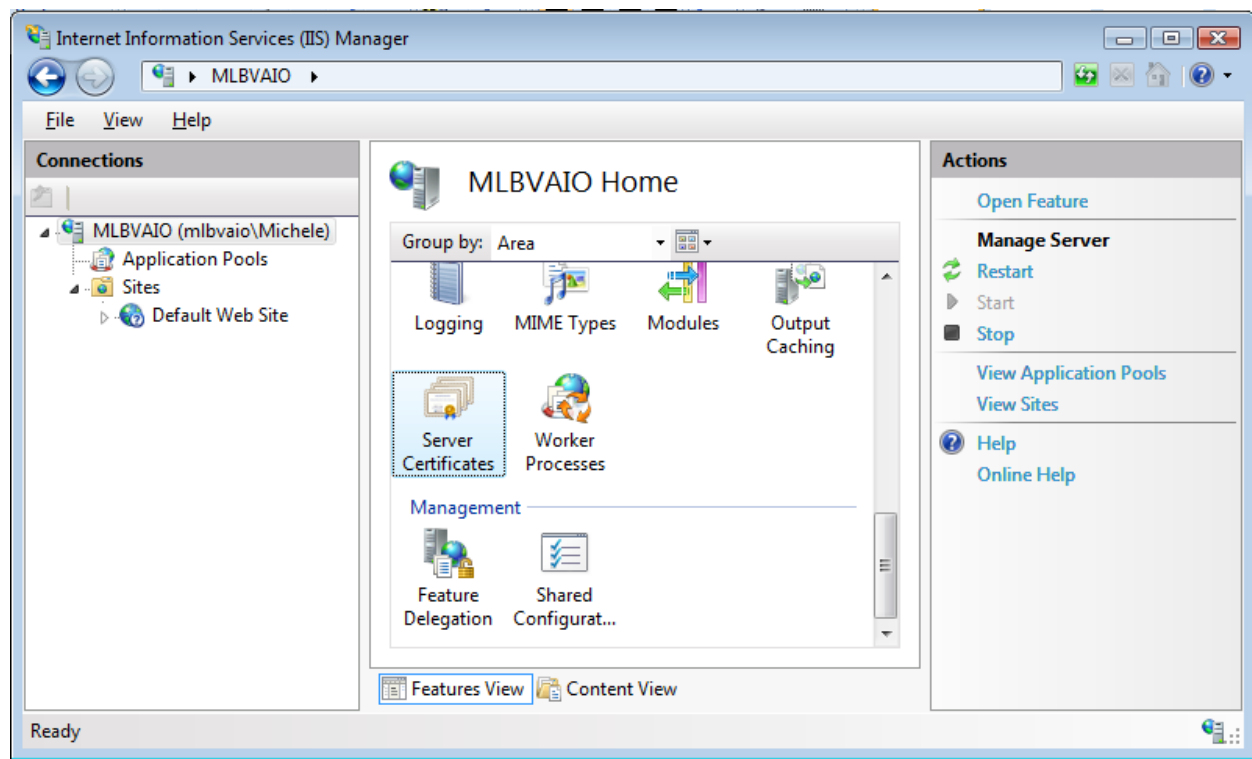 Internet Information Services (IIS) Manager
MLBVAIO
File View Help
Connections
MLBVAIO (mlbvaio\Michele)
Application Pools
Sites
Default Web Site
MLBVAIO Home
Group by: Area
Logging MIME Types Modules Output
Caching
Server Worker
Certificates Processes
Management
Feature Shared
Delegation Configurat...
Features View Content View
Actions
Open Feature
Manage Server
Restart
Start
Stop
View Application Pools
View Sites
Help
Online Help
Ready